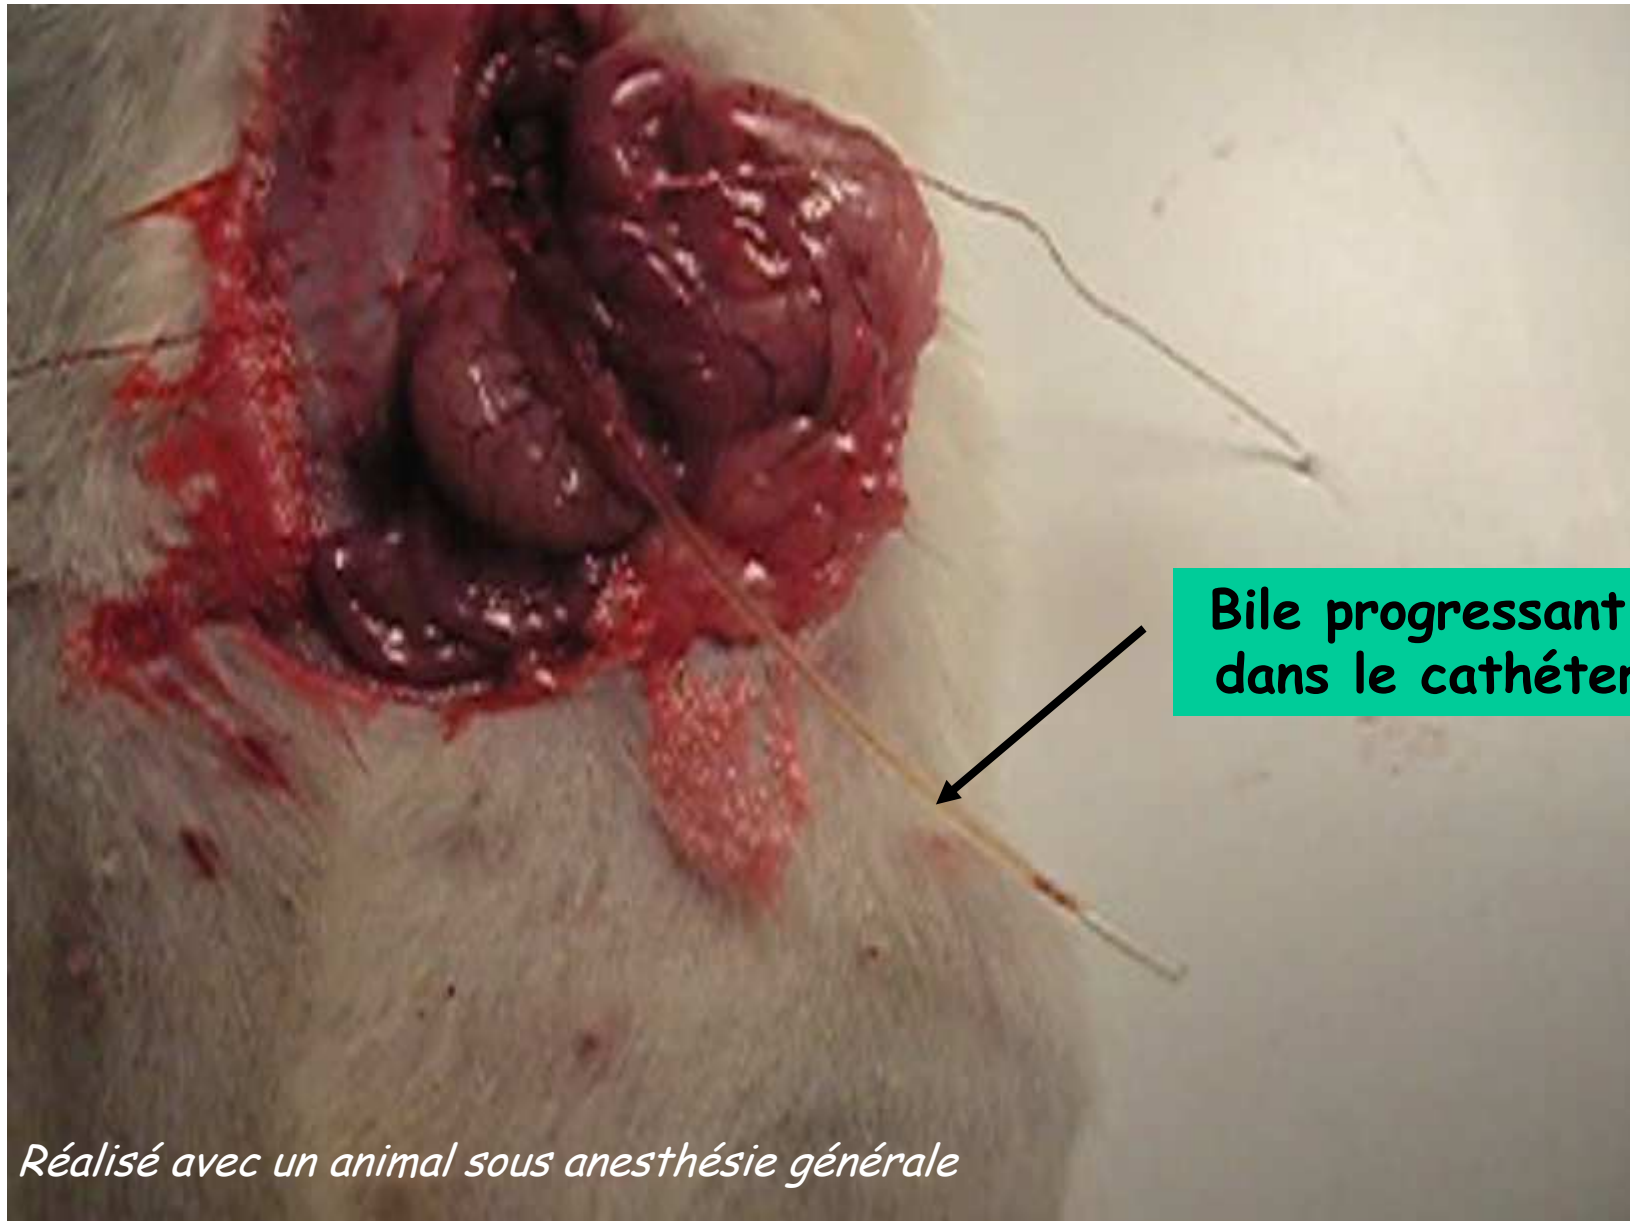 Bile progressant
dans le cathéter
Réalisé avec un animal sous anesthésie générale